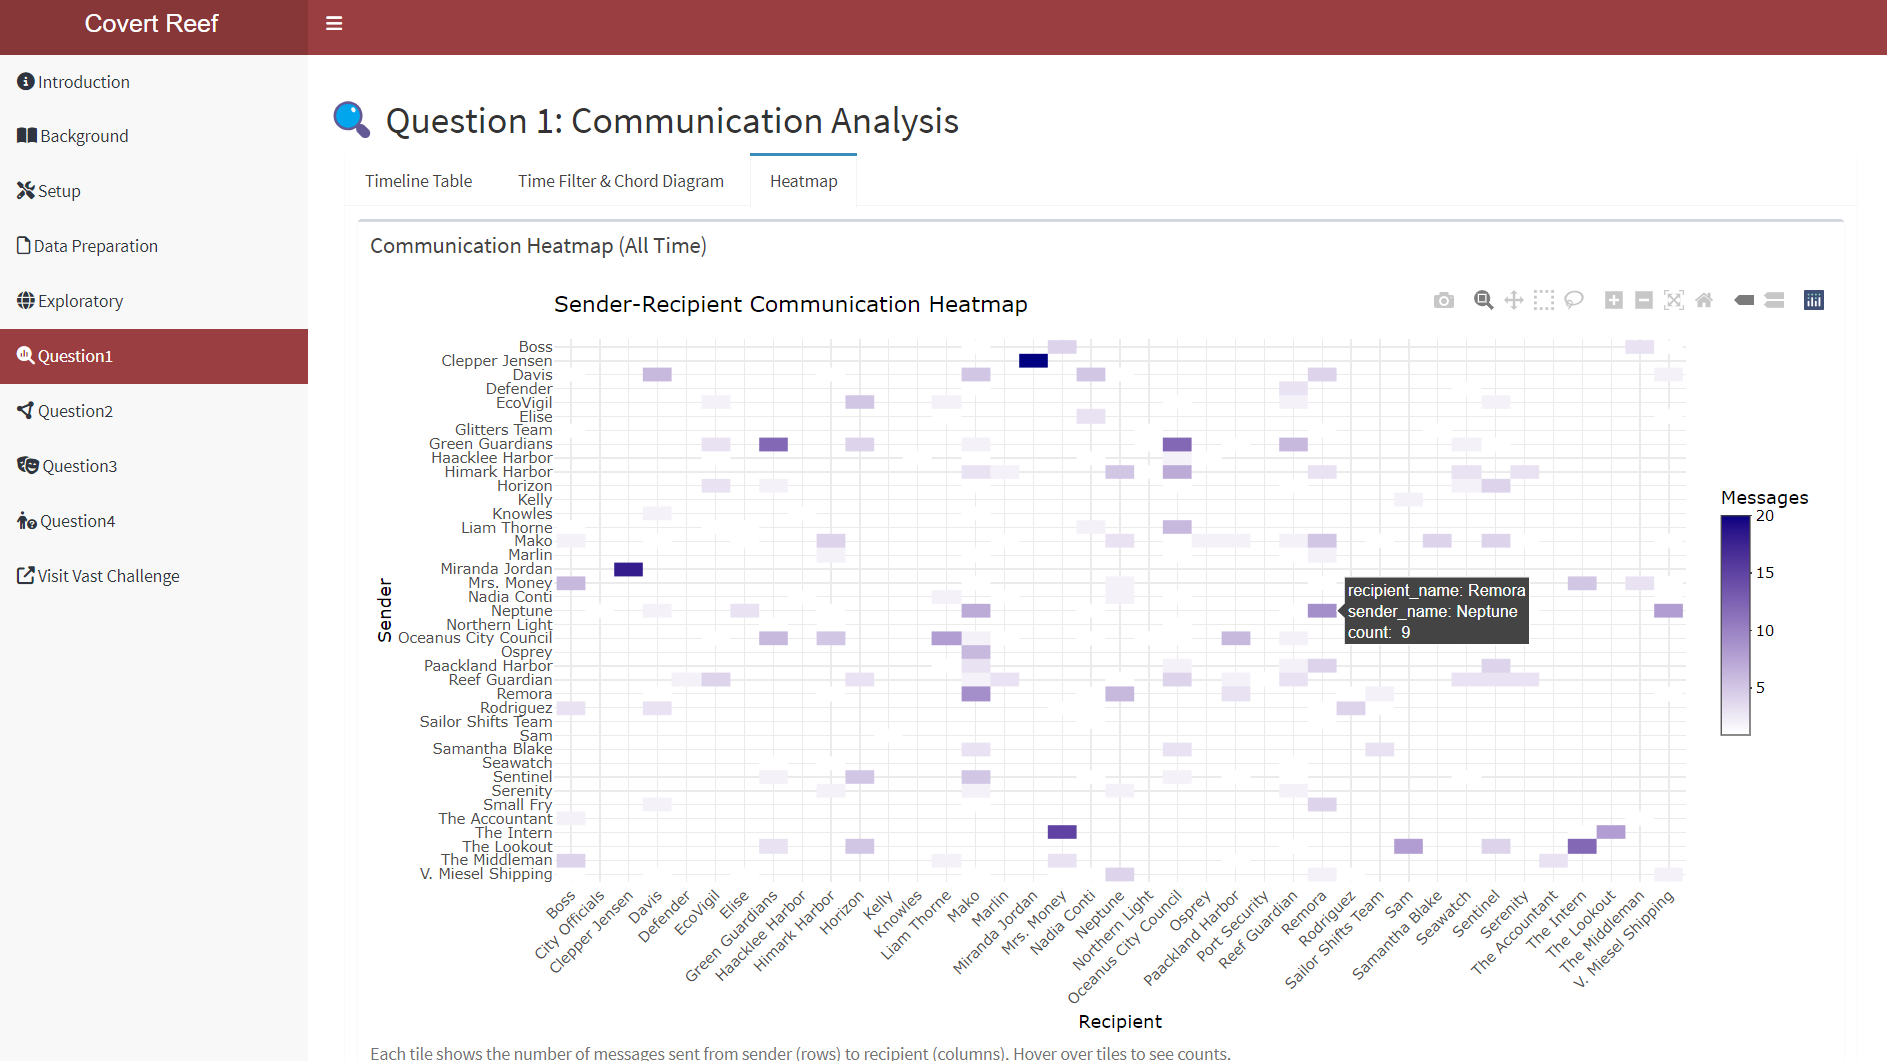 Covert Reef
Introduction
Background
Setup
Data Preparation
Exploratory
Question1
Question2
Question3
Question4
Visit Vast Challenge
Question 1: Communication Analysis
Timeline Table
Time Filter & Chord Diagram
Heatmap
Communication Heatmap (All Time)
Sender-Recipient Communication Heatmap
Sender
Boss
Clepper Jensen
Davis
Defender
EcoVigil
Elise
Glitters Team
Green Guardians
Haacklee Harbor
Himark Harbor
Horizon
Kelly
Knowles
Liam Thorne
Mako
Marlin
Miranda Jordan
Mrs. Money
Nadia Conti
Neptune
Northern Light
Oceanus City Council
Osprey
Paackland Harbor
Reef Guardian
Remora
Rodriguez
Sailor Shifts Team
Sam
Samantha Blake
Seawatch
Sentinel
Serenity
Small Fry
The Accountant
The Intern
The Lookout
The Middleman
V. Miesel Shipping
recipient_name: Remora
sender_name: Neptune
count: 9
Messages
20
15
10
5
Boss
City Officials
Clepper Jensen
Davis
Defender
EcoVigil
Elise
Green Guardians
Haacklee Harbor
Himark Harbor
Horizon
Kelly
Knowles
Liam Thorne
Mako
Marlin
Miranda Jordan
Mrs. Money
Nadia Conti
Neptune
Northern Light
Oceanus City Council
Osprey
Paackland Harbor
Port Security
Reef Guardian
Remora
Rodriguez
Sailor Shifts Team
Sam
Samantha Blake
Seawatch
Sentinel
Serenity
The Accountant
The Intern
The Lookout
The Middleman
V. Miesel Shipping
Recipient
Each tile shows the number of messages sent from sender (rows) to recipient (columns). Hover over tiles to see counts.